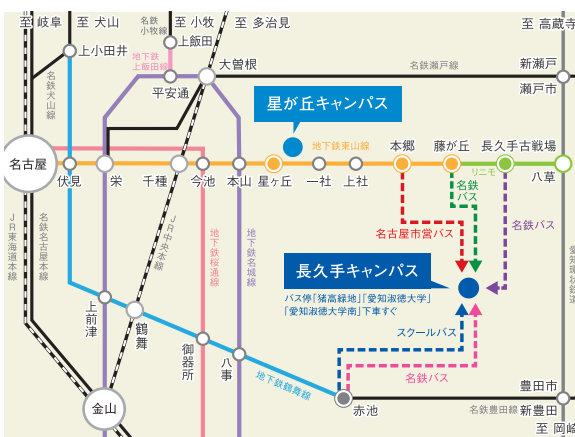 至 岐阜
至 犬山
名鉄
小牧線
至 小牧
至 多治見
至 高蔵寺
上小田井
上飯田
地下鉄
上飯田線
大曽根
名鉄瀬戸線
新瀬戸
瀬戸市
平安通
名鉄犬山線
星が丘キャンパス
地下鉄東山線
本郷
藤が丘
長久手古戦場
リニモ
名古屋
伏見
栄
千種
今池
本山
星ヶ丘
一社
上社
八草
名鉄
バス
名鉄バス
名古屋市営バス
JR東海道本線
名鉄名古屋本線
JR中央本線
地下鉄桜通線
地下鉄名城線
長久手キャンパス
バス停「猪高緑地」「愛知淑徳大学」
「愛知淑徳大学南」下車すぐ
愛知環状鉄道
上前津
鶴舞
御器所
八事
地下鉄鶴舞線
スクールバス
名鉄バス
金山
赤池
豊田市
名鉄豊田線
新豊田
至 岡崎